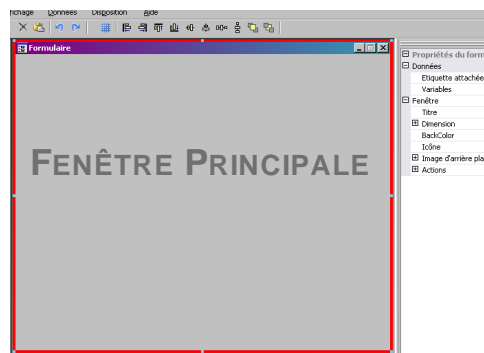 Données Disposition Aide
Formulaire
Propriétés du form
Données
Etiquette attachée
Variables
Fenêtre
Titre
Dimension
BackColor
Icône
Image d'arrière pla
Actions
FENÊTRE PRINCIPALE